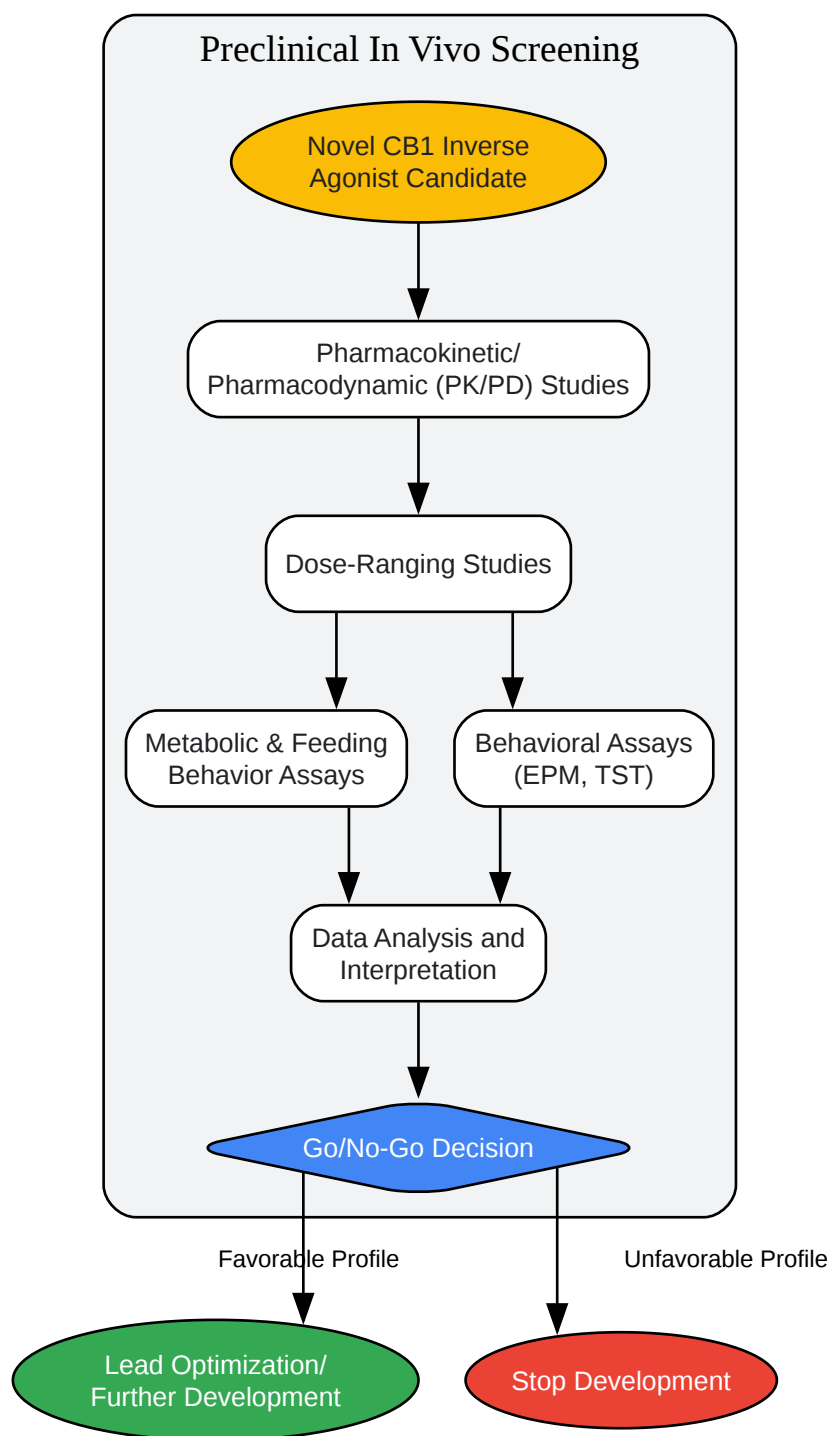 Preclinical In Vivo Screening
Novel CB1 Inverse
Agonist Candidate
Pharmacokinetic/
Pharmacodynamic (PK/PD) Studies
Dose-Ranging Studies
Metabolic & Feeding
Behavior Assays
Behavioral Assays
(EPM, TST)
Data Analysis and
Interpretation
Go/No-Go Decision
Favorable Profile
Unfavorable Profile
Lead Optimization/
Further Development
Stop Development